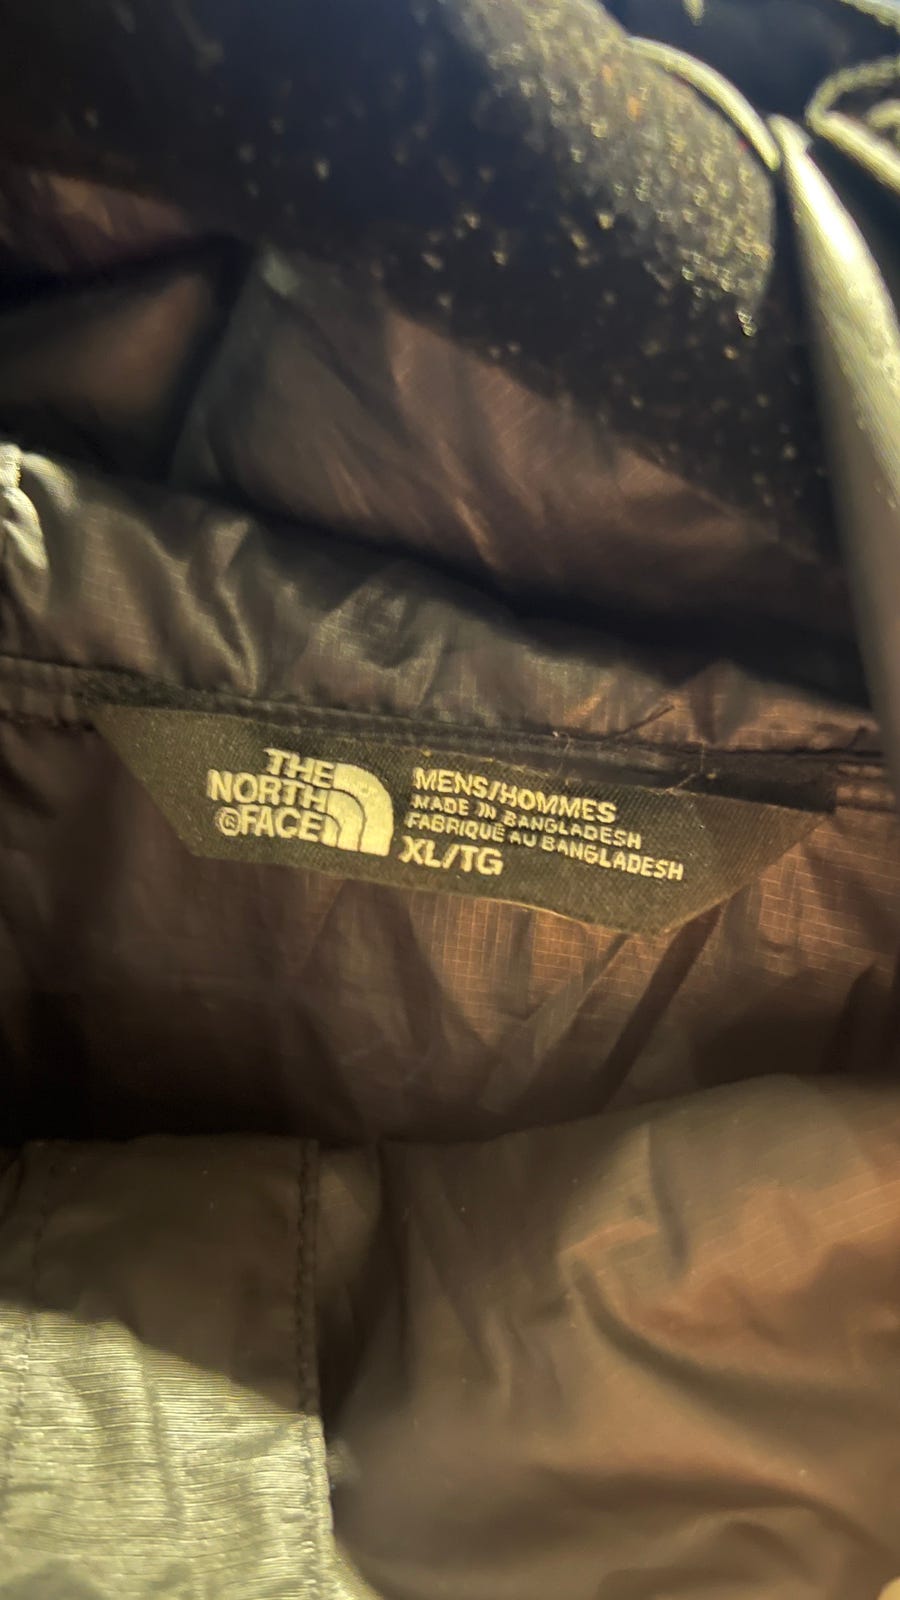 THE
NORTH
®FACE
MENS/HOMMES
MADE IN BANGLADESH
FABRIQUÉ AU BANGLADESH
XL/TG